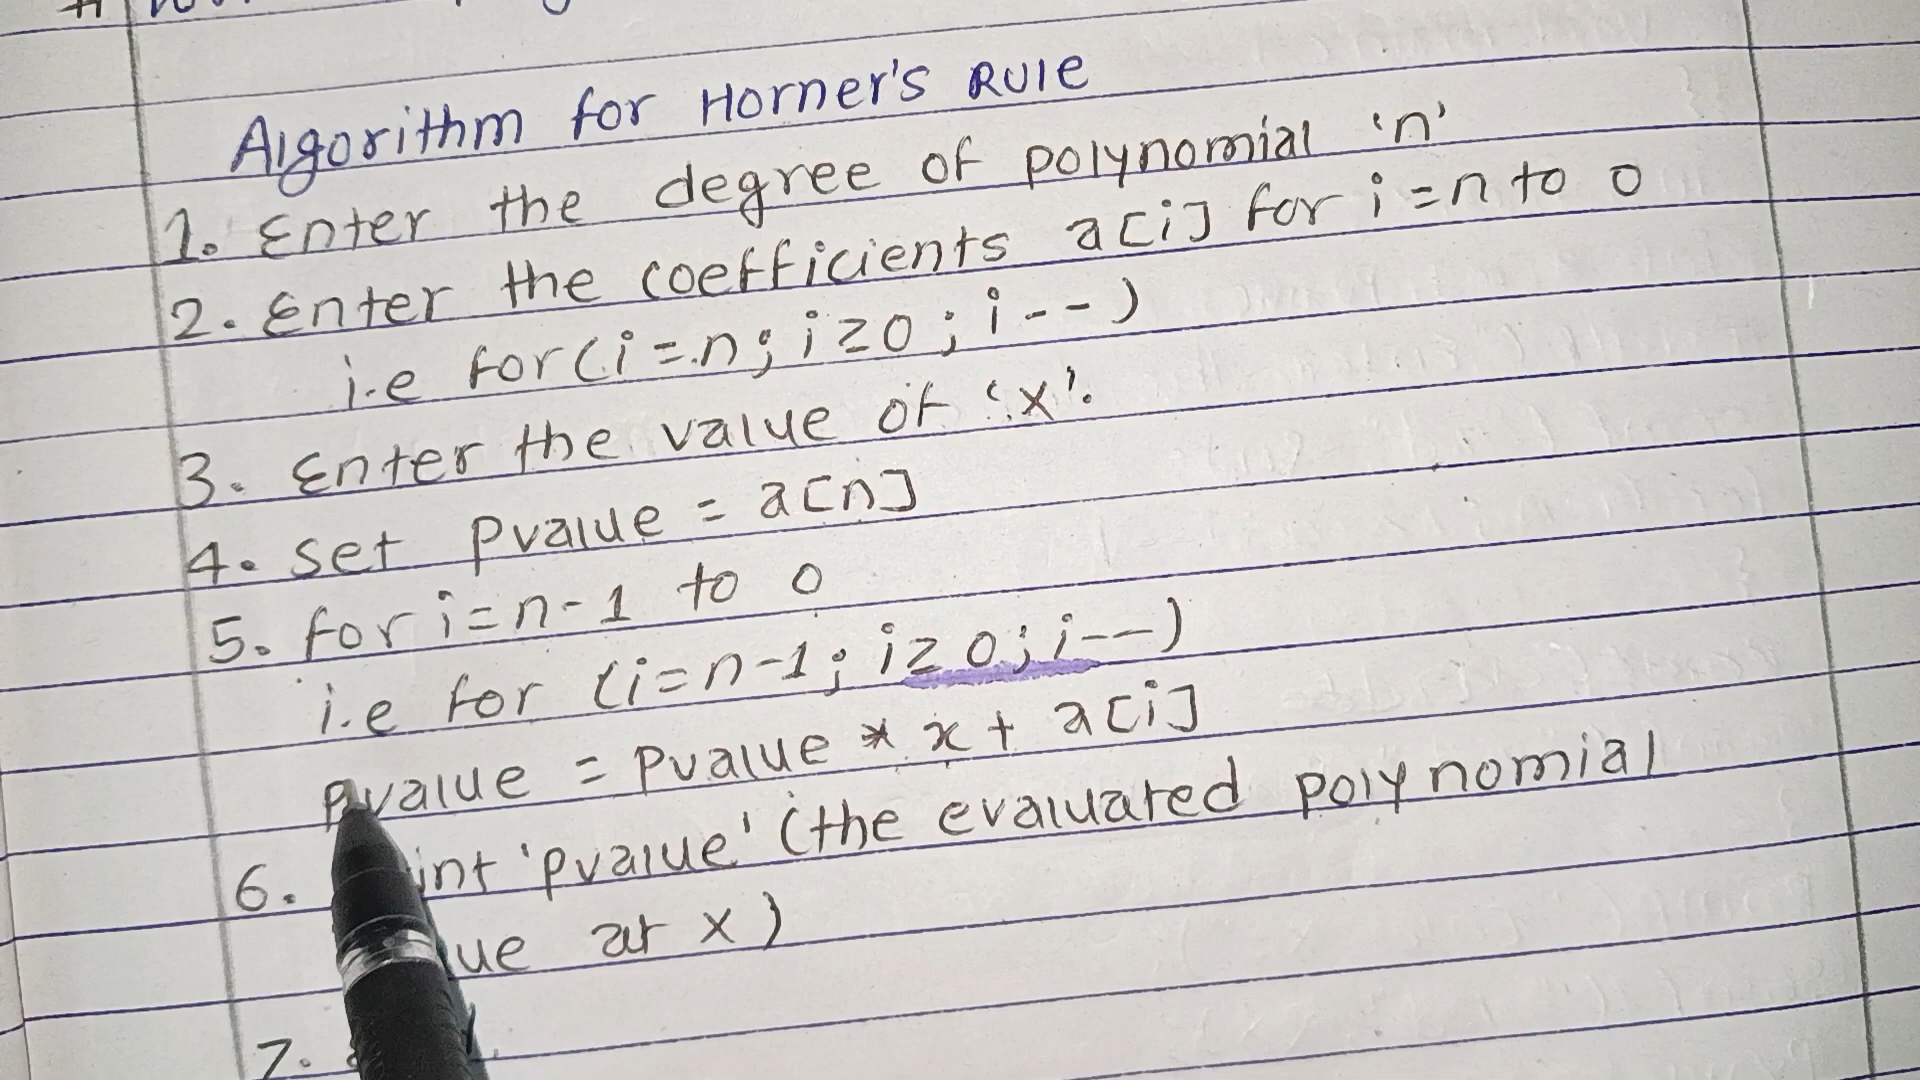 Algorithm for Horner's Rule
1. Enter the degree of polynomial 'n'
2. Enter the coefficients a[i] for i=n to 0
i.e for(i=n; i≥0; i--)
3. Enter the value of 'x'.
4. set Pvalue = a[n]
5. for i=n-1 to 0
i.e for (i=n-1; i≥0; i--)
Pvalue = Pvalue * x + a[i]
6. int 'pvalue' (the evaluated polynomial
ue at x)
7.